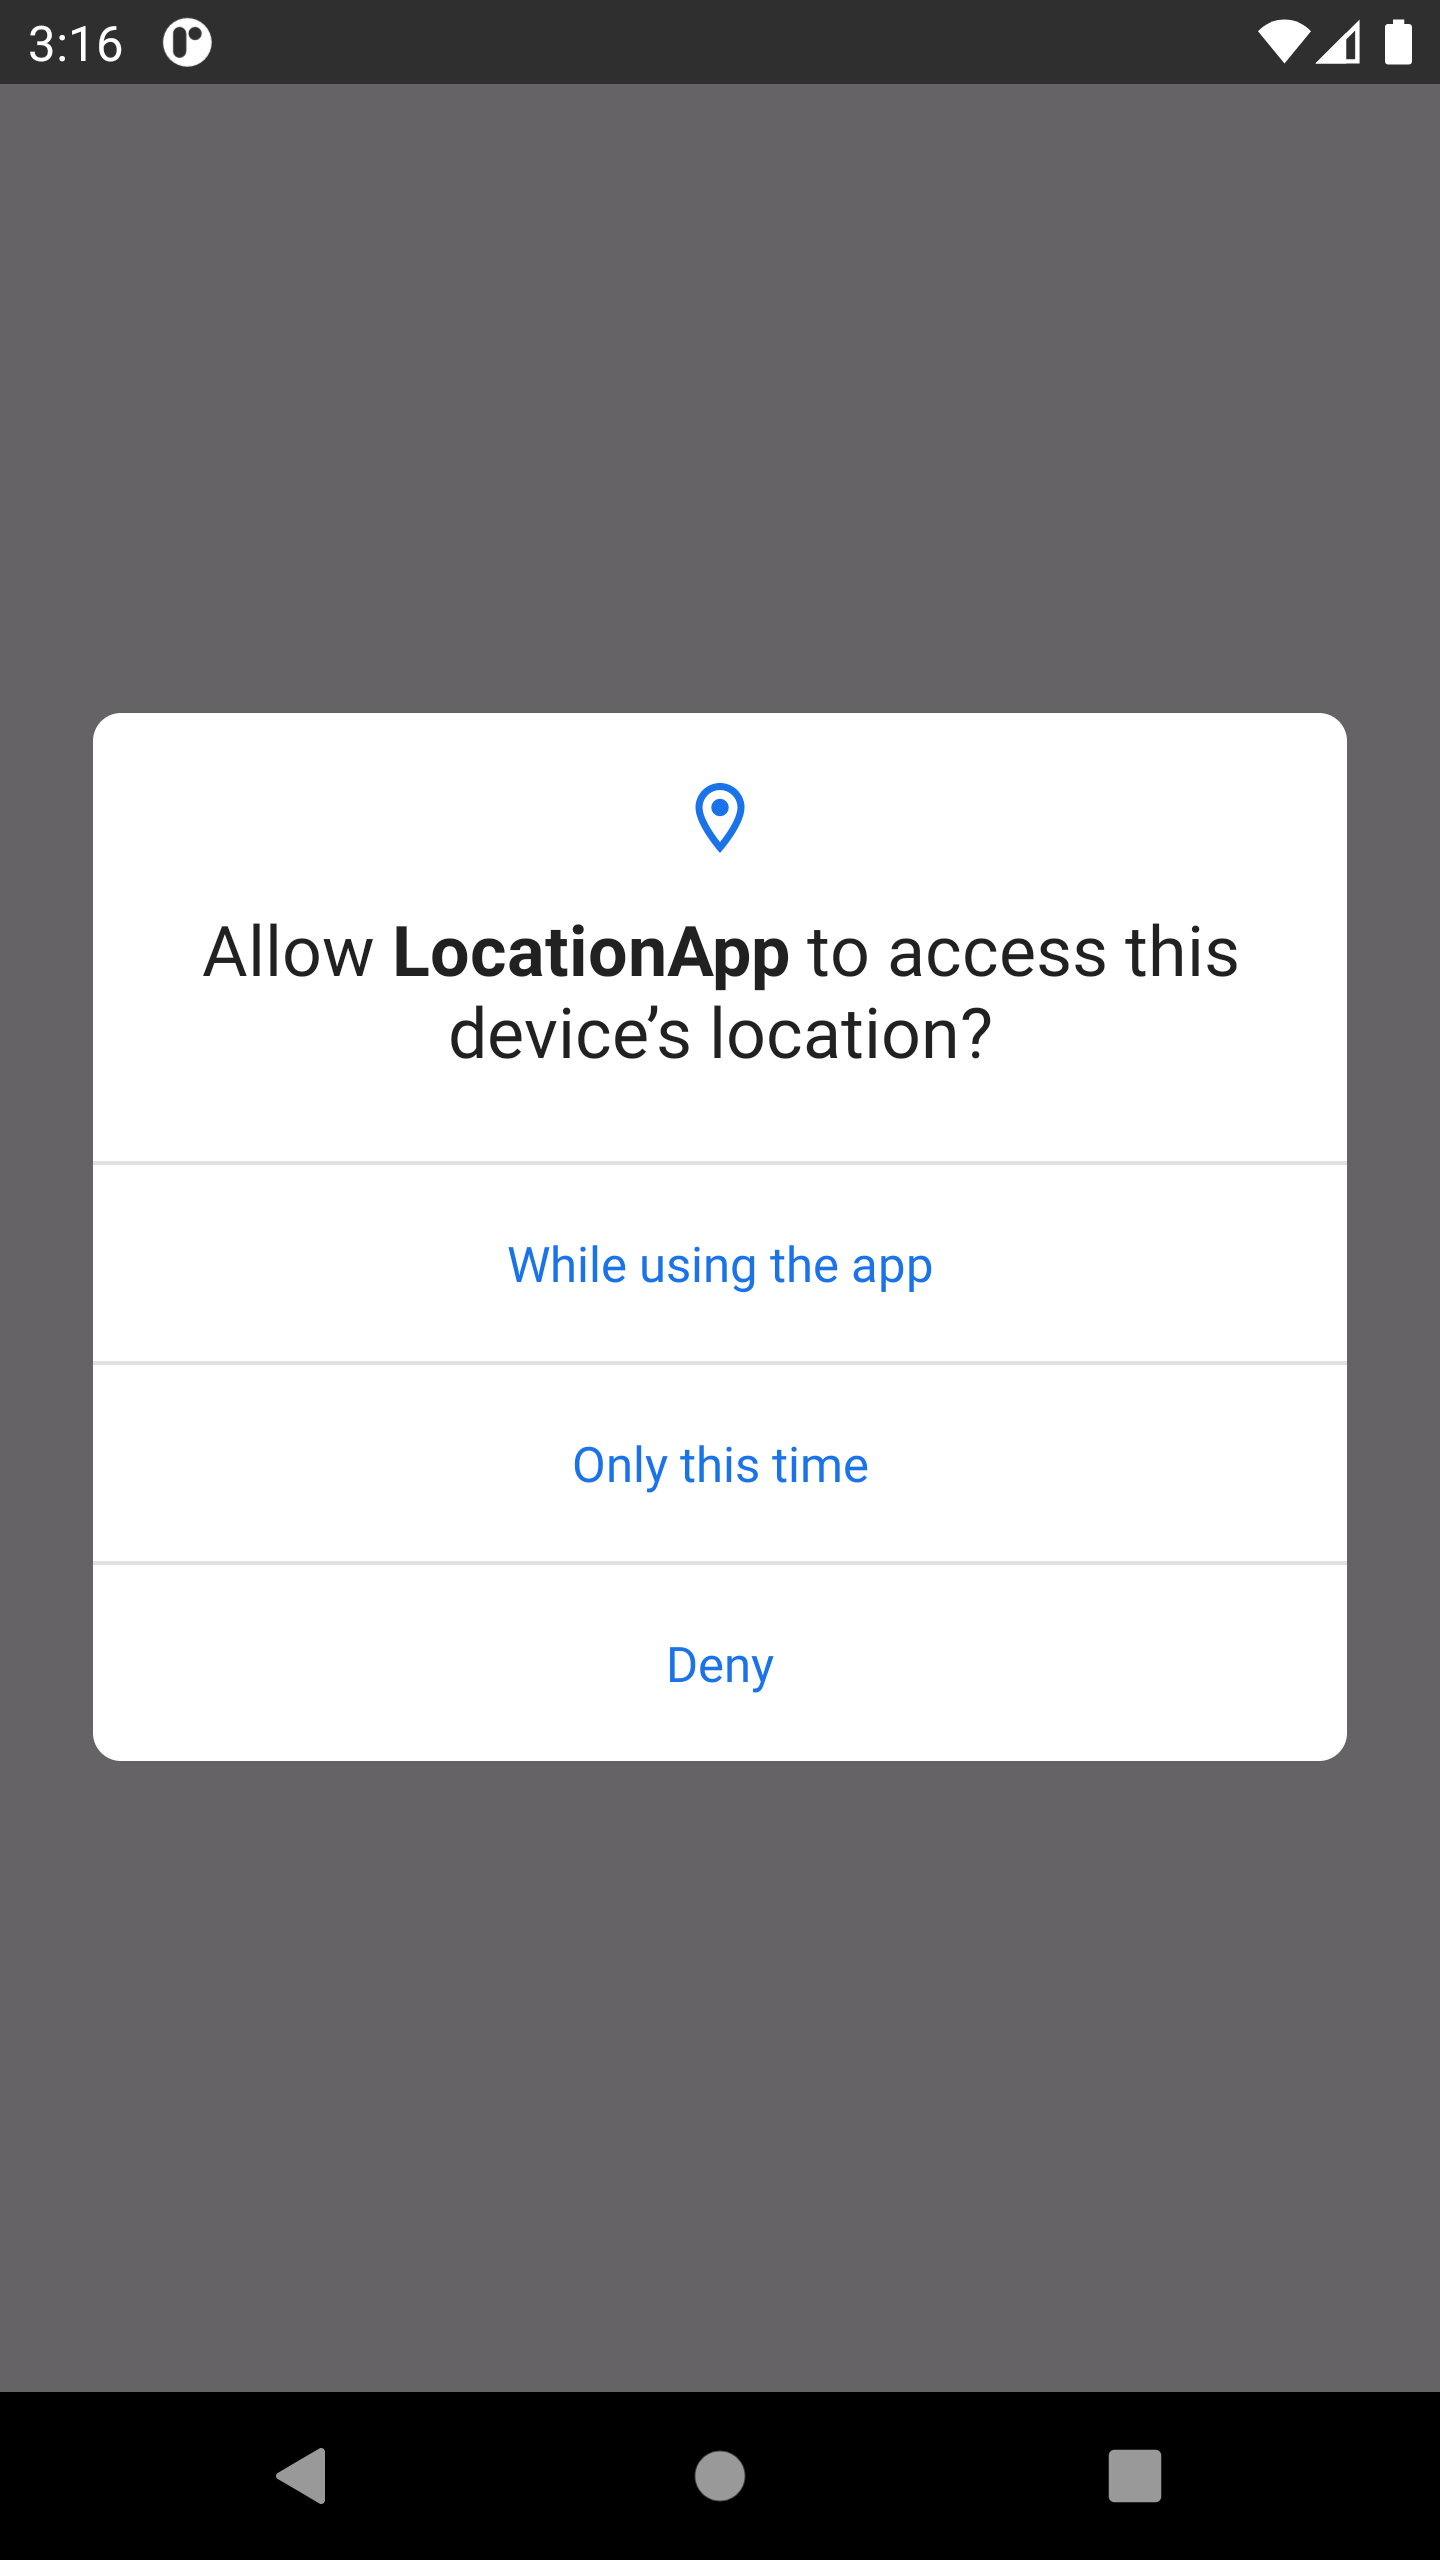 3:16
Allow LocationApp to access this
device’s location?
While using the app
Only this time
Deny